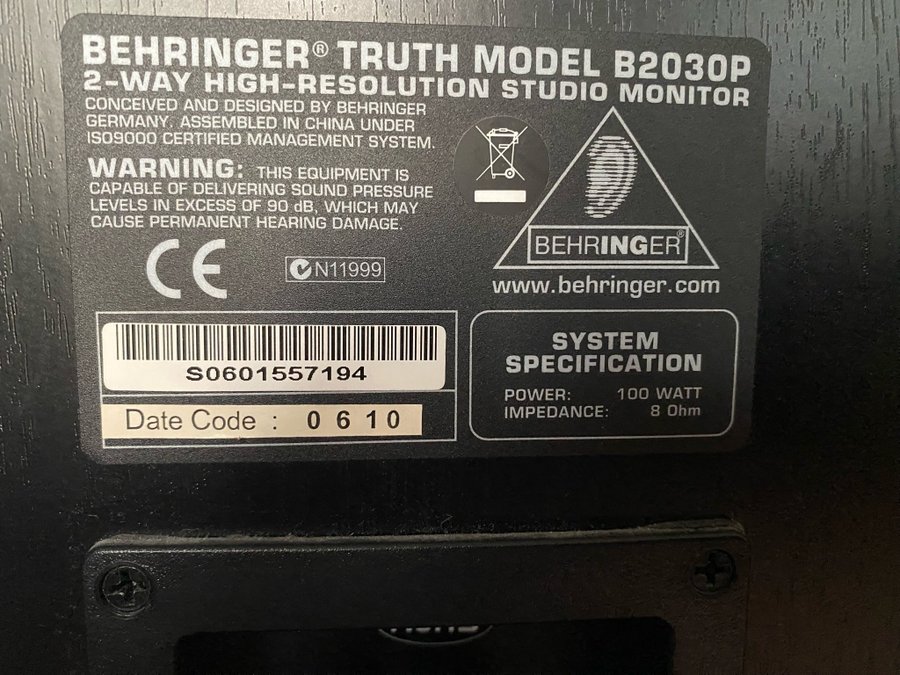 BEHRINGER® TRUTH MODEL B2030P
2-WAY HIGH-RESOLUTION STUDIO MONITOR
CONCEIVED AND DESIGNED BY BEHRINGER
GERMANY. ASSEMBLED IN CHINA UNDER
ISO9000 CERTIFIED MANAGEMENT SYSTEM.
WARNING: THIS EQUIPMENT IS
CAPABLE OF DELIVERING SOUND PRESSURE
LEVELS IN EXCESS OF 90 dB, WHICH MAY
CAUSE PERMANENT HEARING DAMAGE.
CE
N11999
BEHRINGER®
www.behringer.com
S0601557194
Date Code : 0610
SYSTEM
SPECIFICATION
POWER: 100 WATT
IMPEDANCE: 8 Ohm